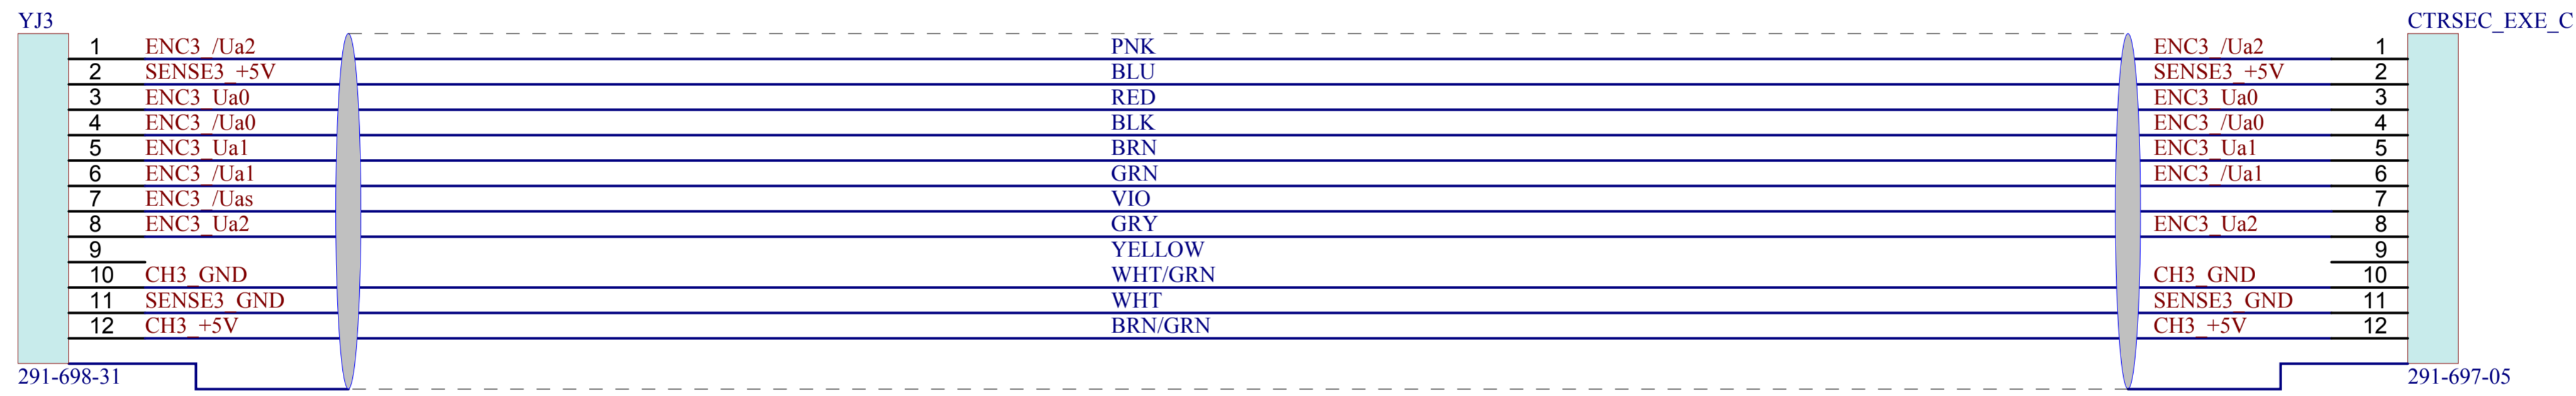 YJ3 CTRSEC_EXE_C
1 ENC3_/Ua2 PNK ENC3_/Ua2 1
2 SENSE3_+5V BLU SENSE3_+5V 2
3 ENC3_Ua0 RED ENC3_Ua0 3
4 ENC3_/Ua0 BLK ENC3_/Ua0 4
5 ENC3_Ua1 BRN ENC3_Ua1 5
6 ENC3_/Ua1 GRN ENC3_/Ua1 6
7 ENC3_/Uas VIO 7
8 ENC3_Ua2 GRY ENC3_Ua2 8
9 YELLOW 9
10 CH3_GND WHT/GRN CH3_GND 10
11 SENSE3_GND WHT SENSE3_GND 11
12 CH3_+5V BRN/GRN CH3_+5V 12
291-698-31 291-697-05